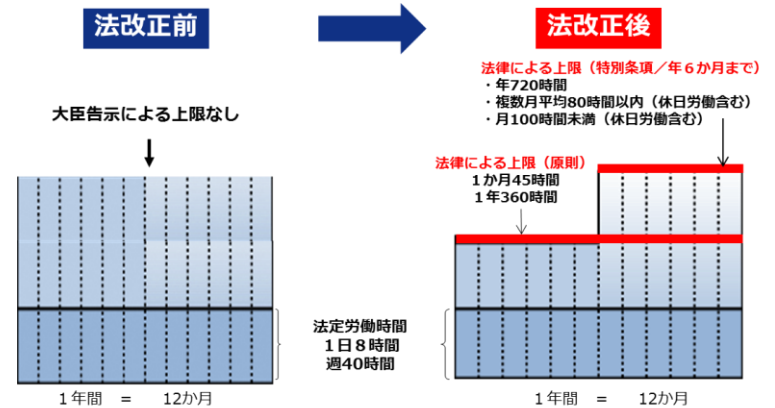 法改正前
法改正後
大臣告示による上限なし
法律による上限（特別条項／年６か月まで）
・年720時間
・複数月平均80時間以内（休日労働含む）
・月100時間未満（休日労働含む）
法律による上限（原則）
１か月45時間
１年360時間
法定労働時間
１日８時間
週40時間
１年間　＝　12か月
１年間　＝　12か月